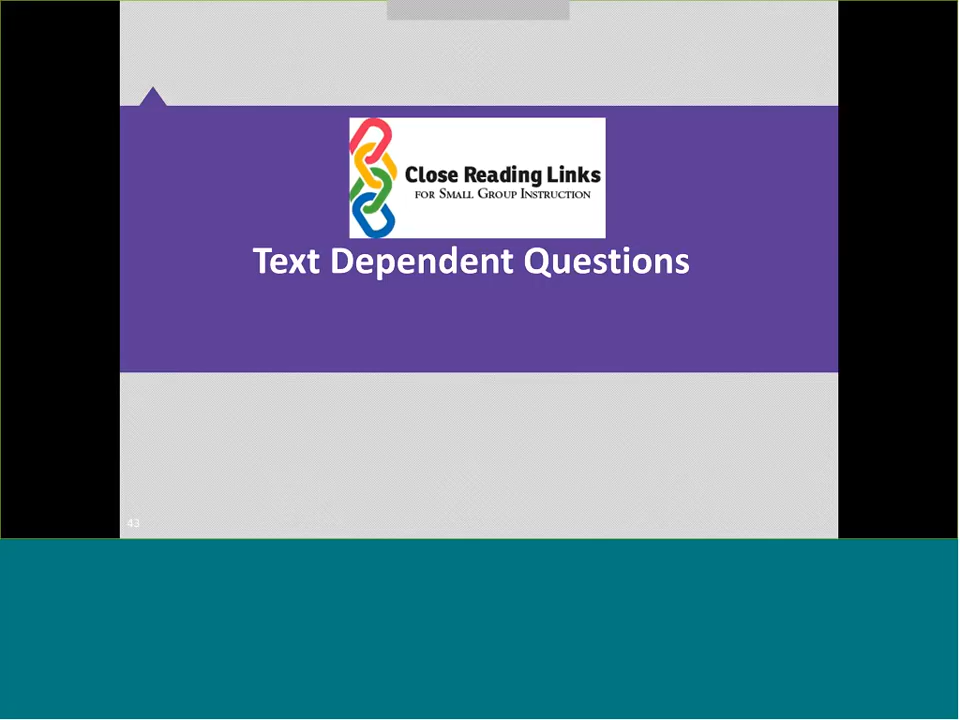 Close Reading Links
FOR SMALL GROUP INSTRUCTION
Text Dependent Questions
43